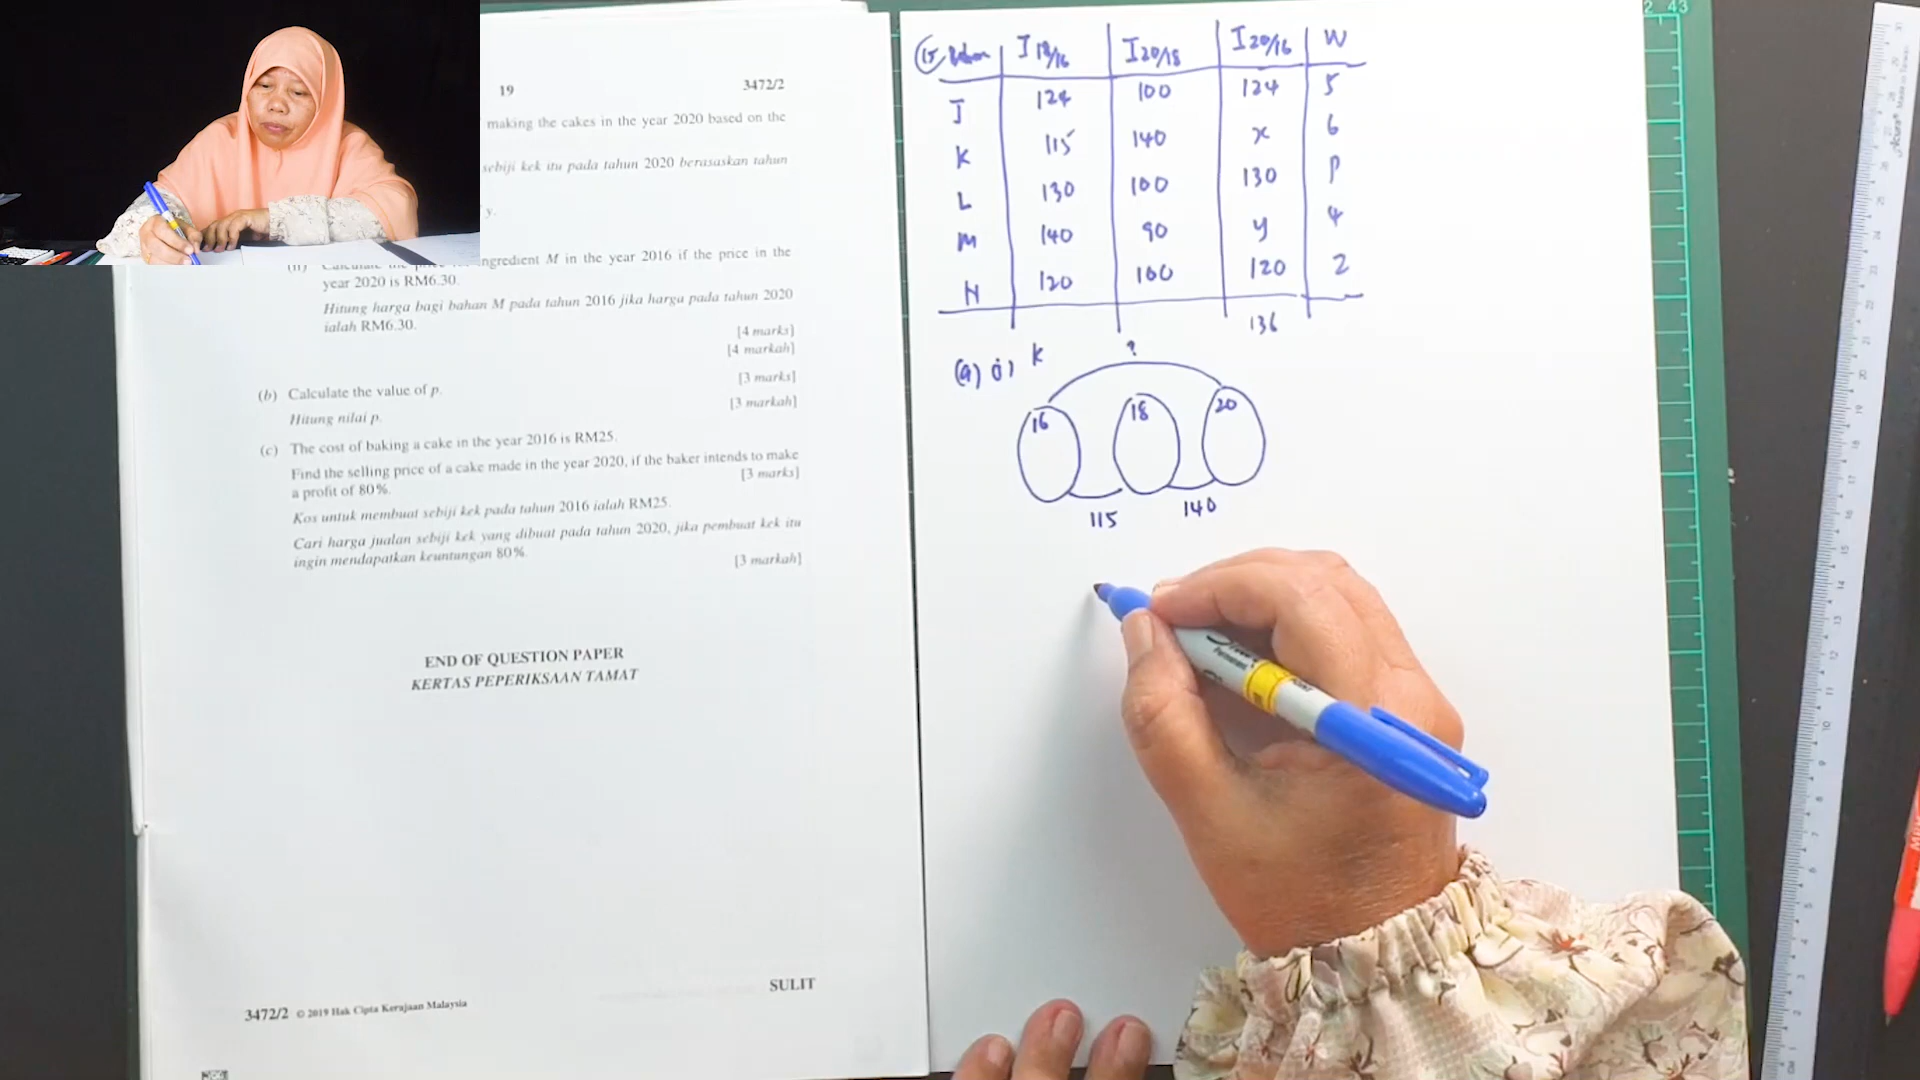 19 3472/2
making the cakes in the year 2020 based on the
sebiji kek itu pada tahun 2020 berasaskan tahun
y.
ingredient M in the year 2016 if the price in the
year 2020 is RM6.30.
Hitung harga bagi bahan M pada tahun 2016 jika harga pada tahun 2020
ialah RM6.30.
[4 marks]
[4 markah]
(b) Calculate the value of p. [3 marks]
Hitung nilai p. [3 markah]
(c) The cost of baking a cake in the year 2016 is RM25.
Find the selling price of a cake made in the year 2020, if the baker intends to make
a profit of 80%. [3 marks]
Kos untuk membuat sebiji kek pada tahun 2016 ialah RM25.
Cari harga jualan sebiji kek yang dibuat pada tahun 2020, jika pembuat kek itu
ingin mendapatkan keuntungan 80%. [3 markah]
END OF QUESTION PAPER
KERTAS PEPERIKSAAN TAMAT
3472/2 © 2019 Hak Cipta Kerajaan Malaysia SULIT
15 Bahan I 18/16 I 20/18 I 20/16 W
J 124 100 124 5
K 115 140 x 6
L 130 100 130 p
M 140 90 y 4
N 120 100 120 2
136
(a) i) K ?
16 18 20
115 140